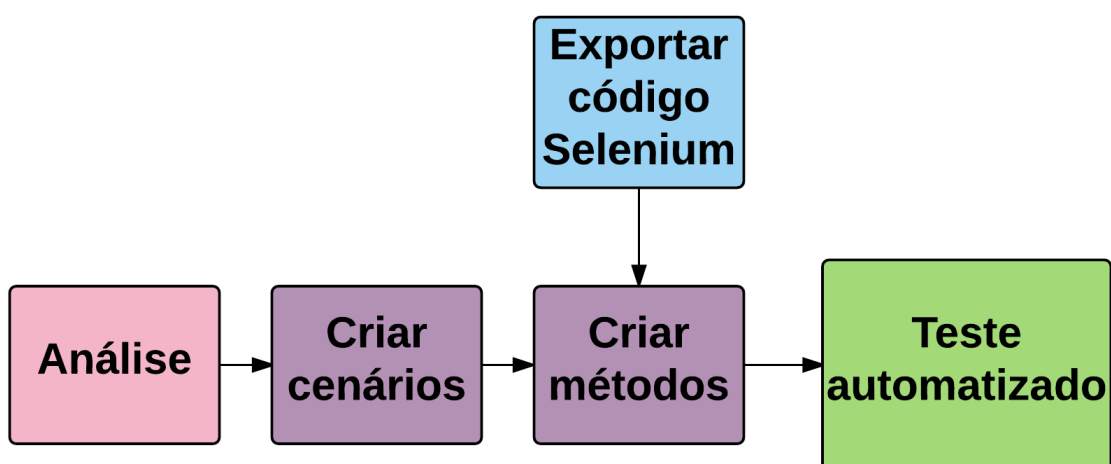 Exportar
código
Selenium
Análise
Criar
cenários
Criar
métodos
Teste
automatizado